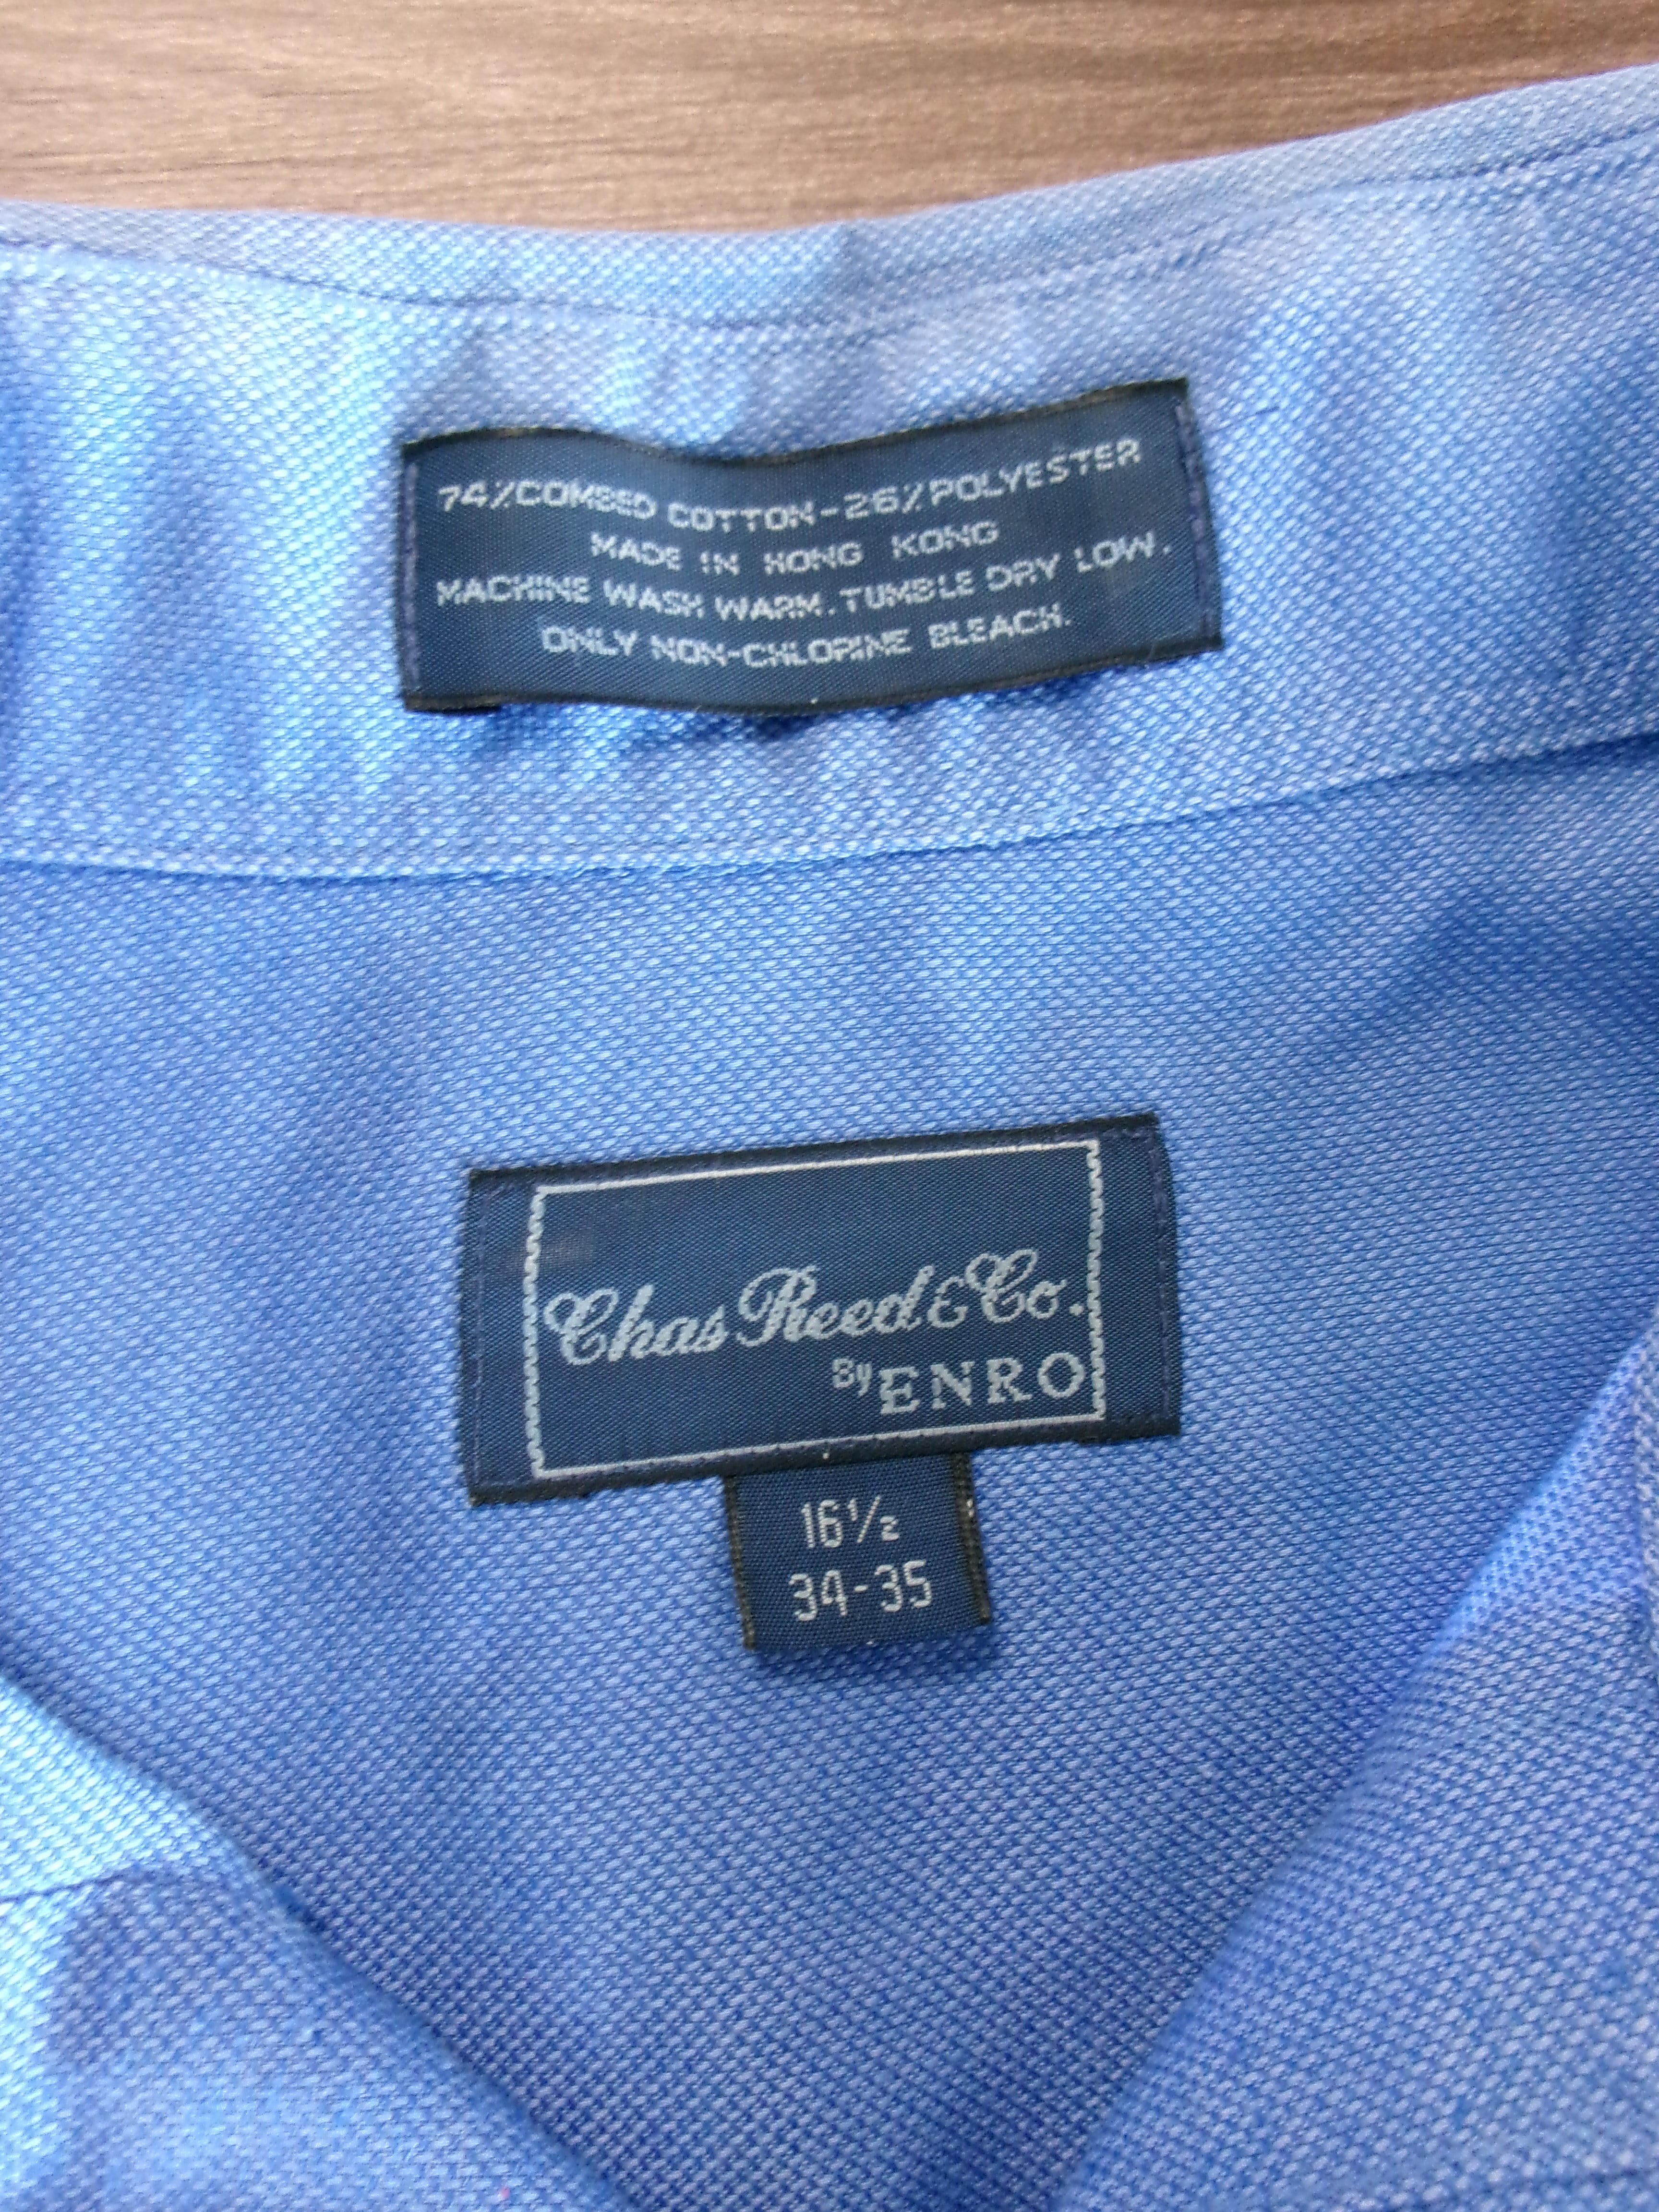 74%COMBED COTTON-26%POLYESTER
MADE IN HONG KONG
MACHINE WASH WARM.TUMBLE DRY LOW.
ONLY NON-CHLORINE BLEACH.
Chas Reed & Co.
By ENRO
16½
34-35